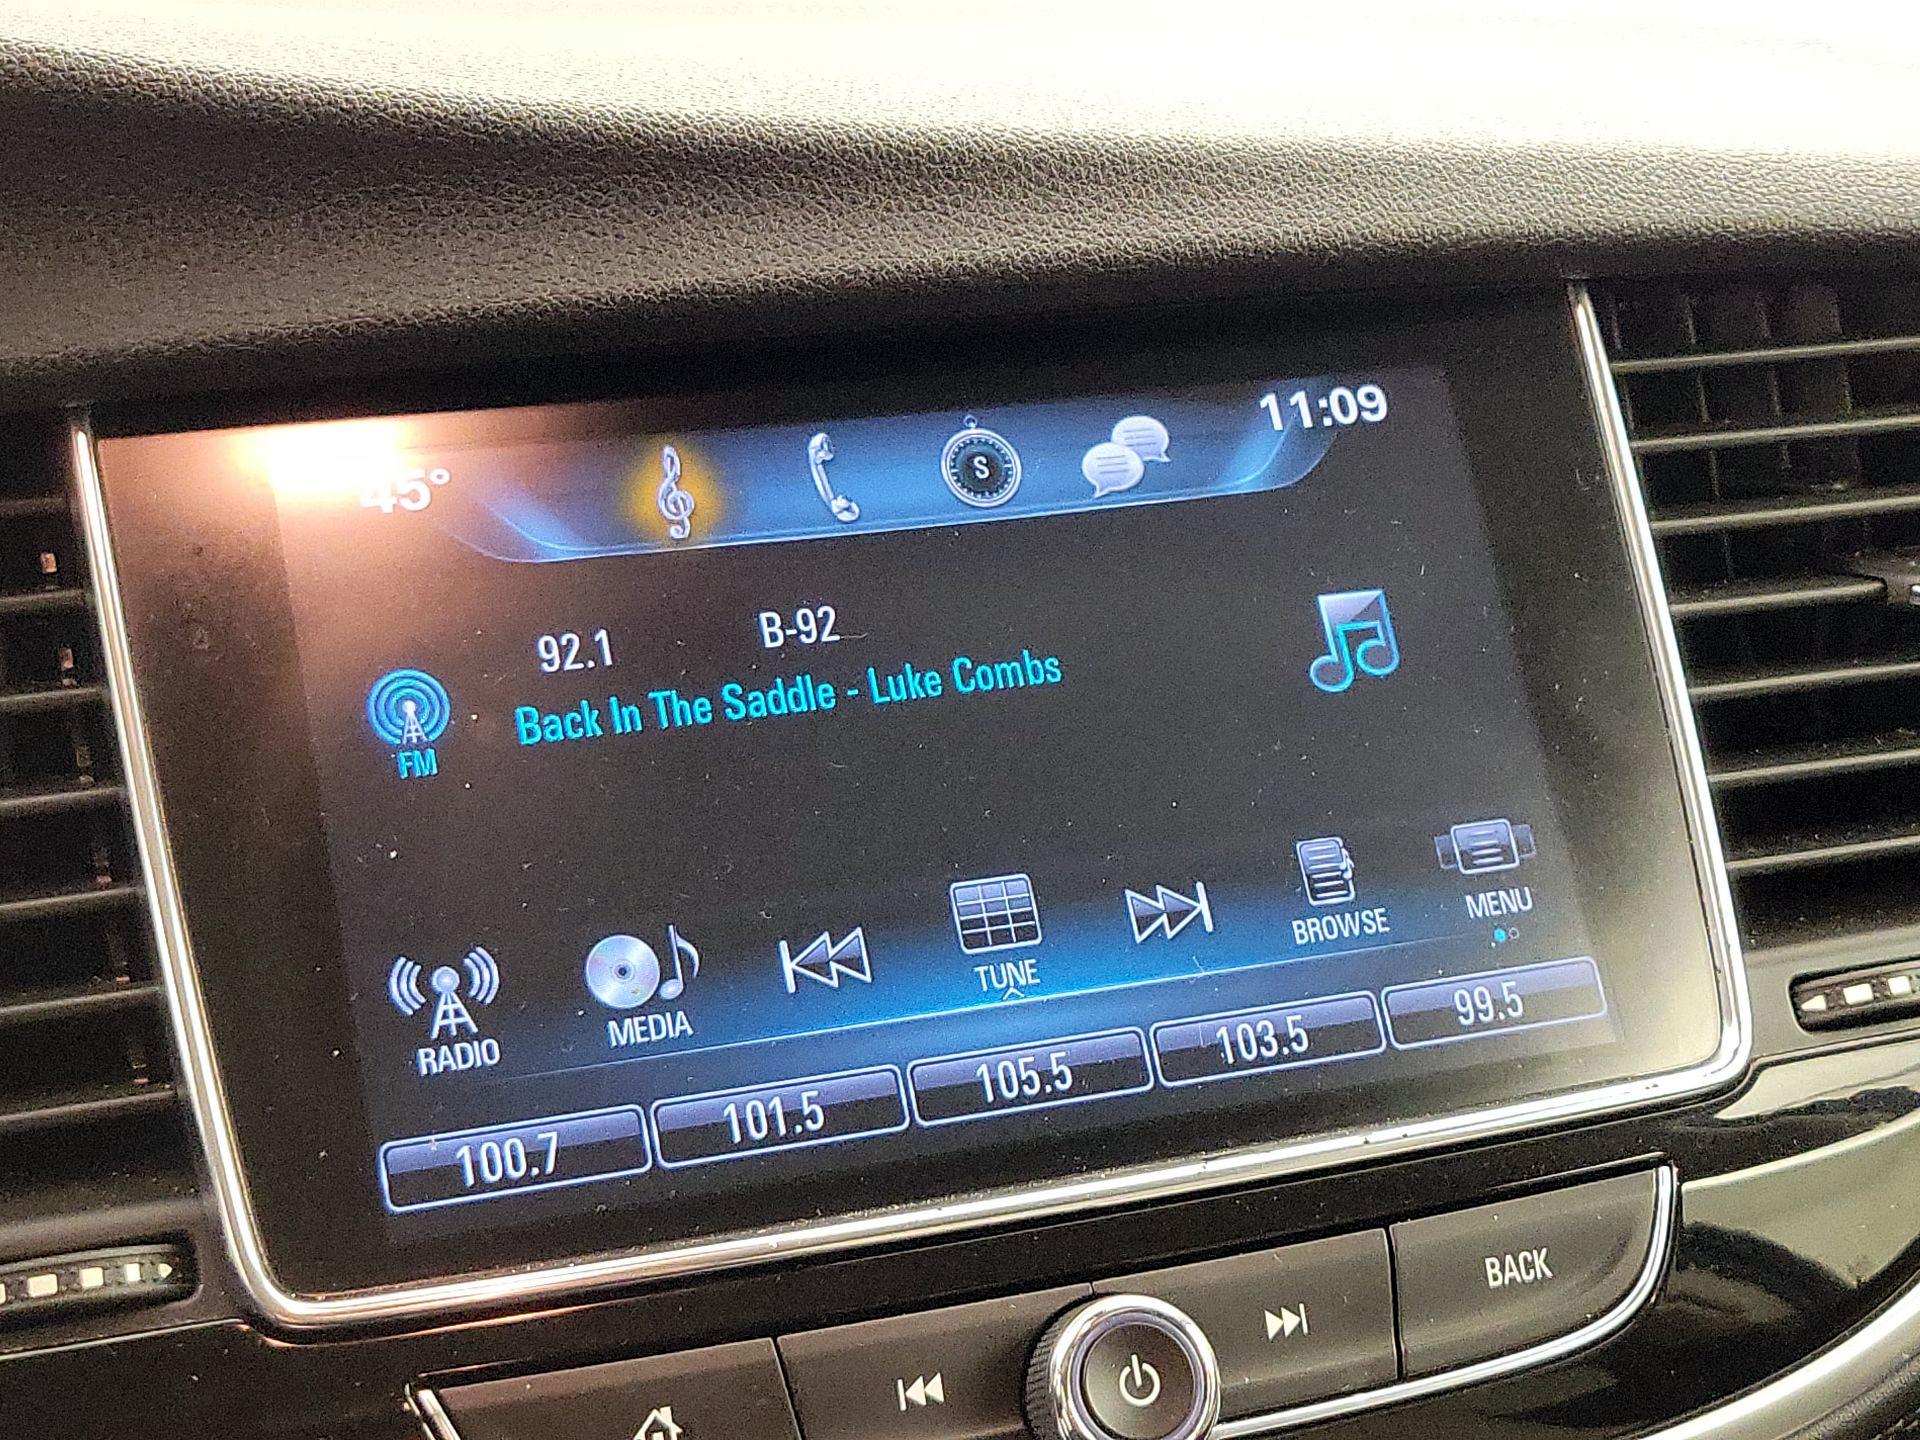 45° S 11:09
92.1 B-92
Back In The Saddle - Luke Combs
FM
RADIO MEDIA TUNE BROWSE MENU
100.7 101.5 105.5 103.5 99.5
BACK